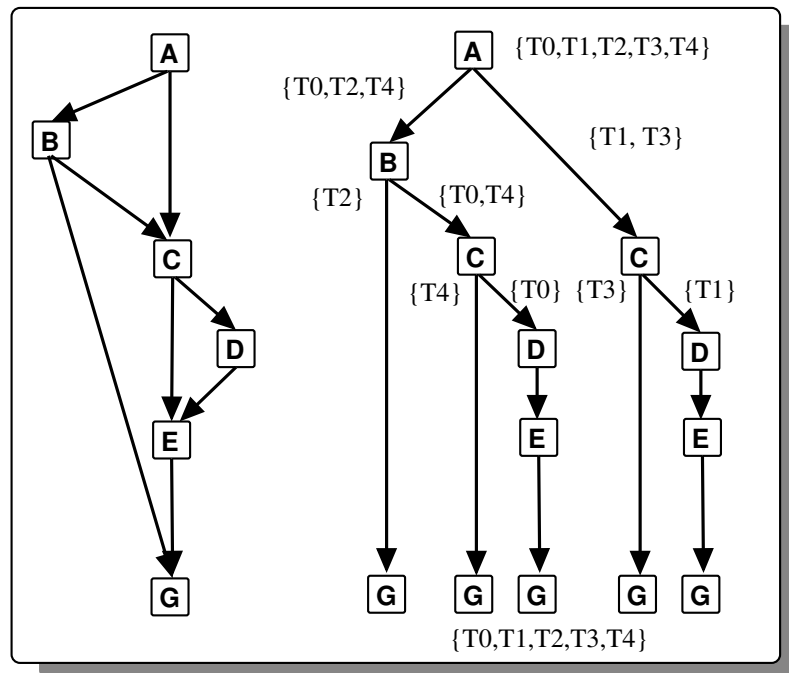 A
A {T0,T1,T2,T3,T4}
{T0,T2,T4}
B
{T1, T3}
B
{T2} {T0,T4}
C
C
C
{T4} {T0} {T3} {T1}
D
D
D
E
E
E
G
G G G G G
{T0,T1,T2,T3,T4}